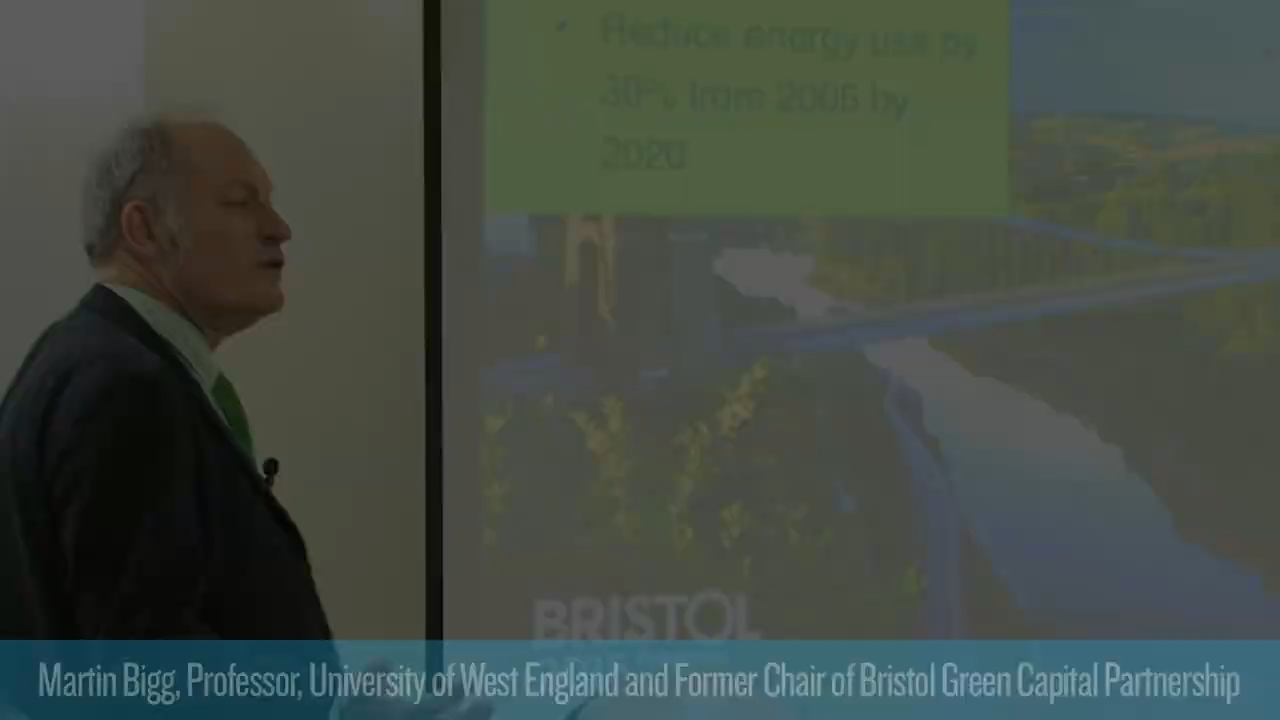 Reduce energy use by
30% from 2005 by
2020
BRISTOL
Martin Bigg, Professor, University of West England and Former Chair of Bristol Green Capital Partnership